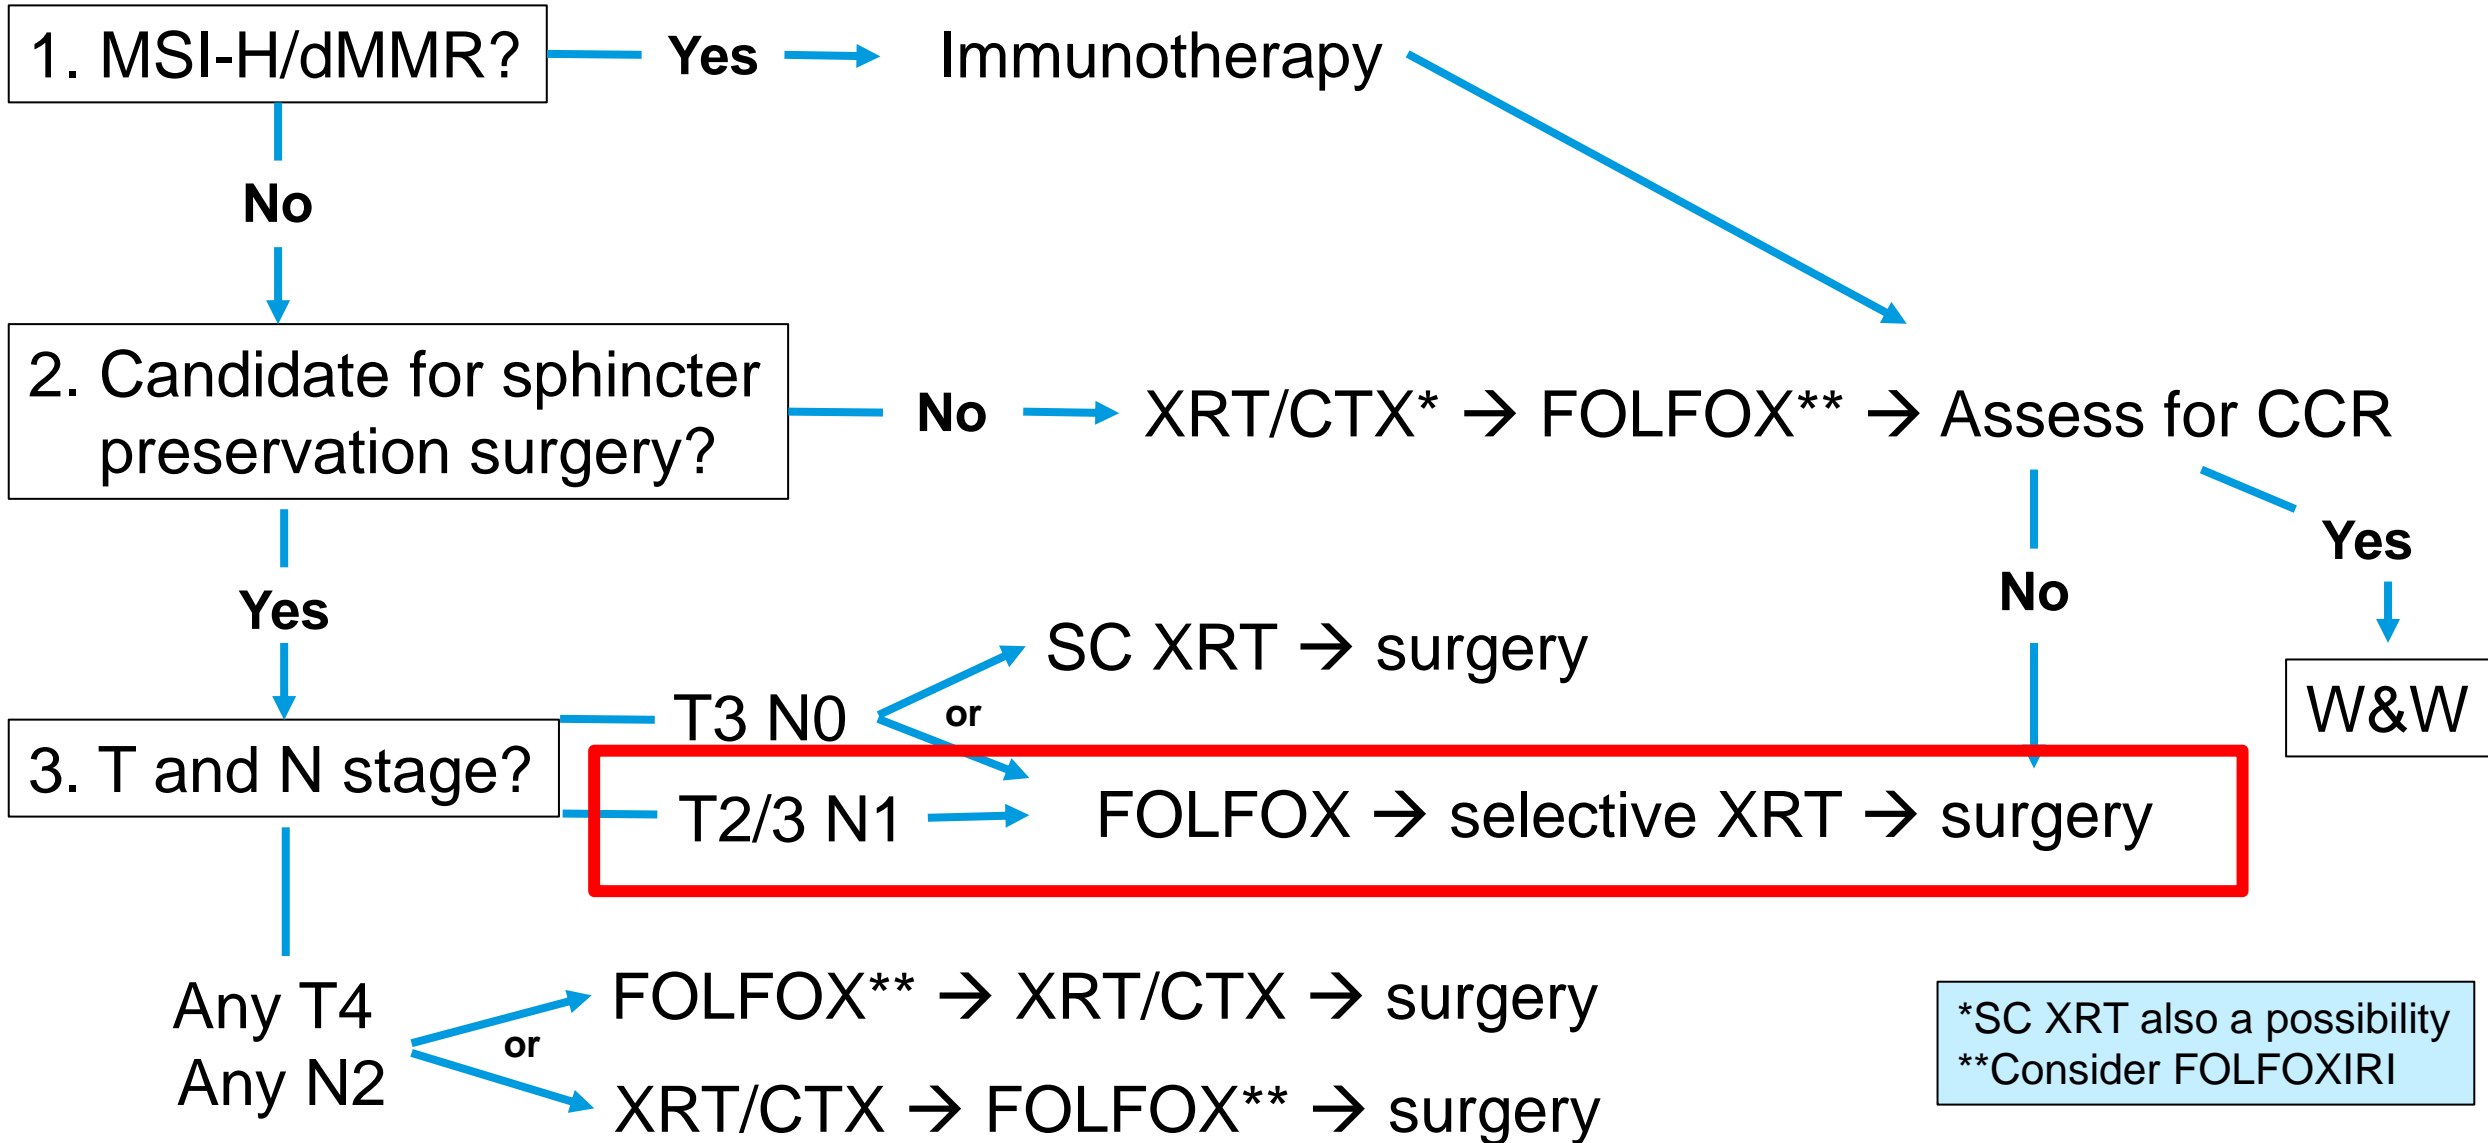 1. MSI-H/dMMR?
Yes
Immunotherapy
No
2. Candidate for sphincter
preservation surgery?
No
XRT/CTX* → FOLFOX** → Assess for CCR
Yes
No
Yes
W&W
3. T and N stage?
T3 N0
or
SC XRT → surgery
T2/3 N1
FOLFOX → selective XRT → surgery
Any T4
Any N2
FOLFOX** → XRT/CTX → surgery
or
XRT/CTX → FOLFOX** → surgery
*SC XRT also a possibility
**Consider FOLFOXIRI